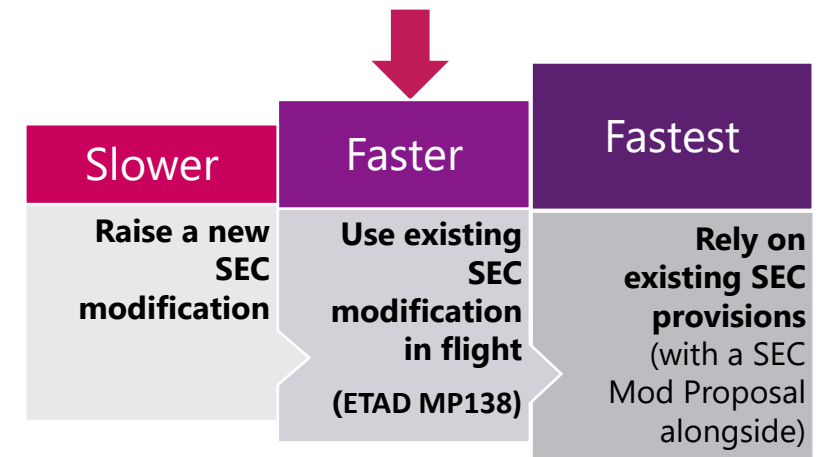 Slower
Raise a new
SEC
modification
Faster
Use existing
SEC
modification
in flight
(ETAD MP138)
Fastest
Rely on
existing SEC
provisions
(with a SEC
Mod Proposal
alongside)